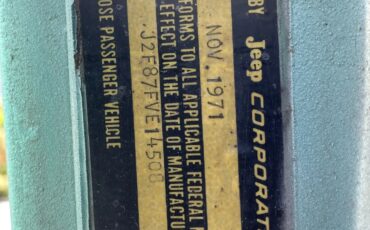 BY Jeep CORPORAT
NOV. 1971
FORMS TO ALL APPLICABLE FEDERAL M
EFFECT ON THE DATE OF MANUFACTU
J2F87FVE14508
OSE PASSENGER VEHICLE